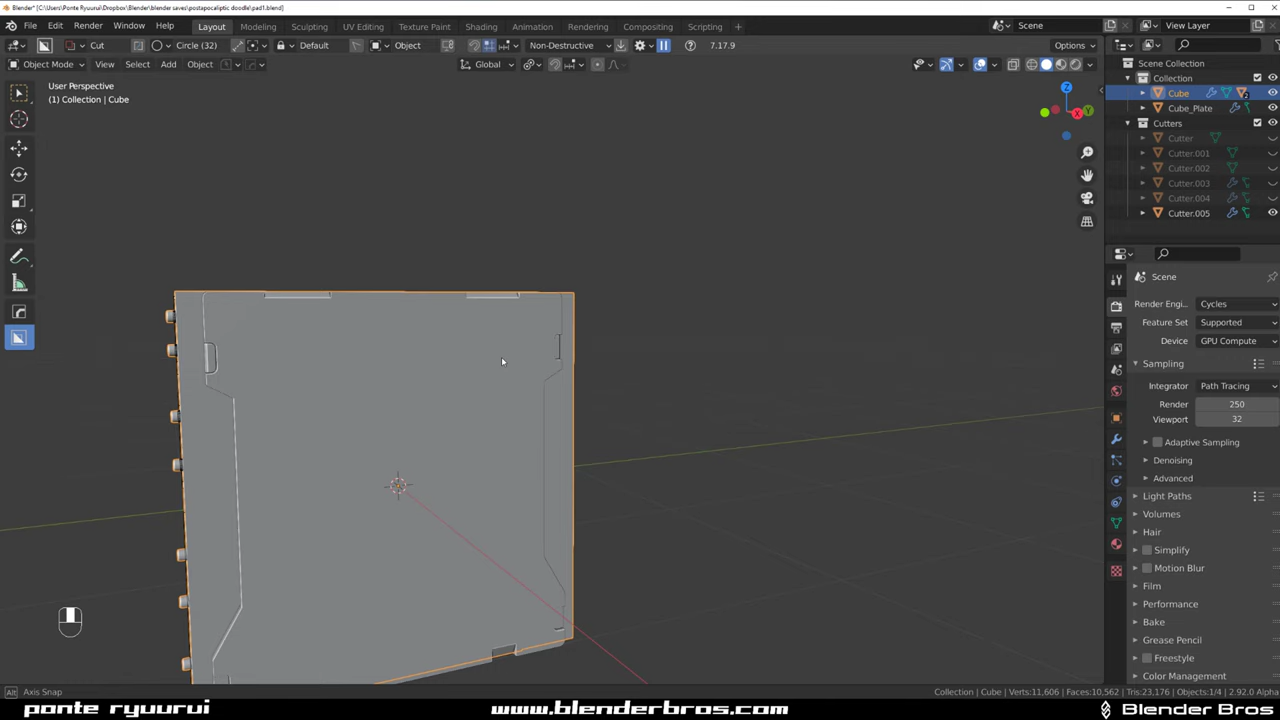 Blender* [C:\Users\Ponte Ryuurui\Dropbox\blender saves\postapocaliptic doodle\pad1.blend]
File Edit Render Window Help Layout Modeling Sculpting UV Editing Texture Paint Shading Animation Rendering Compositing Scripting Scene View Layer
Cut Circle (32) Default Object Non-Destructive 7.17.9 Options
Object Mode View Select Add Object Global
User Perspective
(1) Collection | Cube
Z
X
Y
Scene Collection
Collection
Cube
Cube_Plate
Cutters
Cutter
Cutter.001
Cutter.002
Cutter.003
Cutter.004
Cutter.005
Scene
Render Engi... Cycles
Feature Set Supported
Device GPU Compute
Sampling
Integrator Path Tracing
Render 250
Viewport 32
Adaptive Sampling
Denoising
Advanced
Light Paths
Volumes
Hair
Simplify
Motion Blur
Film
Performance
Bake
Grease Pencil
Freestyle
Color Management
Alt Axis Snap
Collection | Cube | Verts:11,606 | Faces:10,562 | Tris:23,176 | Objects:1/4 | 2.92.0 Alpha
ponte ryuurui
www.blenderbros.com
Blender Bros